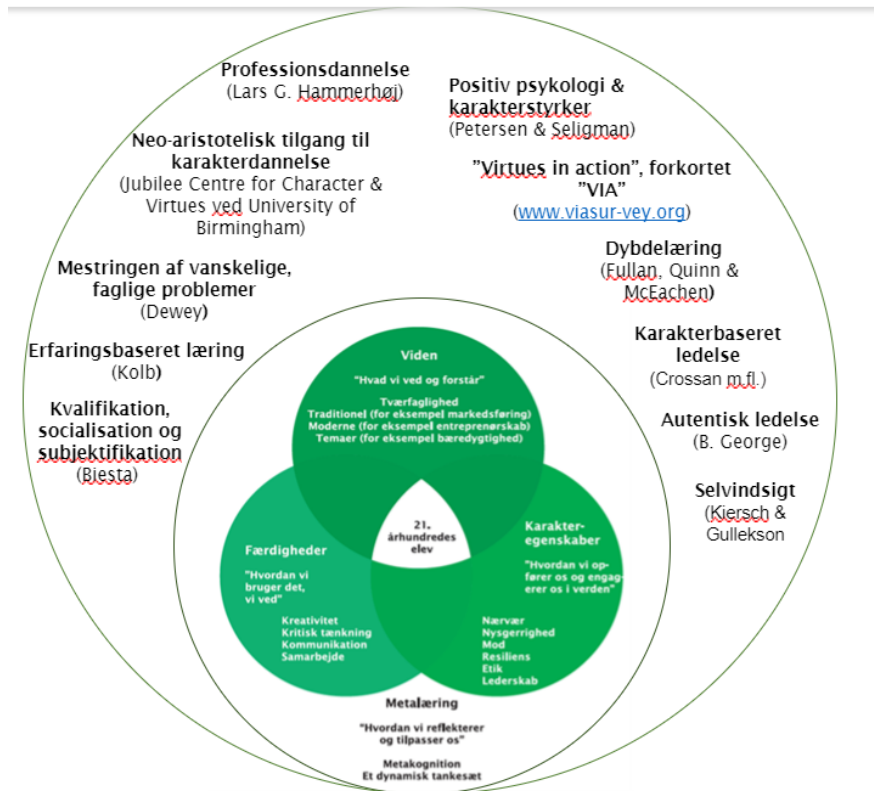 Professionsdannelse
(Lars G. Hammerhøj)
Neo-aristotelisk tilgang til
karakterdannelse
(Jubilee Centre for Character &
Virtues ved University of
Birmingham)
Mestringen af vanskelige,
faglige problemer
(Dewey)
Erfaringsbaseret læring
(Kolb)
Kvalifikation,
socialisation og
subjektifikation
(Biesta)
Positiv psykologi &
karakterstyrker
(Petersen & Seligman)
”Virtues in action”, forkortet
”VIA”
(www.viasur-vey.org)
Dybdelæring
(Fullan, Quinn &
McEachen)
Karakterbaseret
ledelse
(Crossan m.fl.)
Autentisk ledelse
(B. George)
Selvindsigt
(Kiersch &
Gullekson
Viden
"Hvad vi ved og forstår"
Tværfaglighed
Traditionel (for eksempel markedsføring)
Moderne (for eksempel entreprenørskab)
Temaer (for eksempel bæredygtighed)
21.
århundredes
elev
Færdigheder
"Hvordan vi
bruger det,
vi ved"
Kreativitet
Kritisk tænkning
Kommunikation
Samarbejde
Karakter-
egenskaber
"Hvordan vi op-
fører os og engag-
erer os i verden"
Nærvær
Nysgerrighed
Mod
Resiliens
Etik
Lederskab
Metalæring
"Hvordan vi reflekterer
og tilpasser os"
Metakognition
Et dynamisk tankesæt